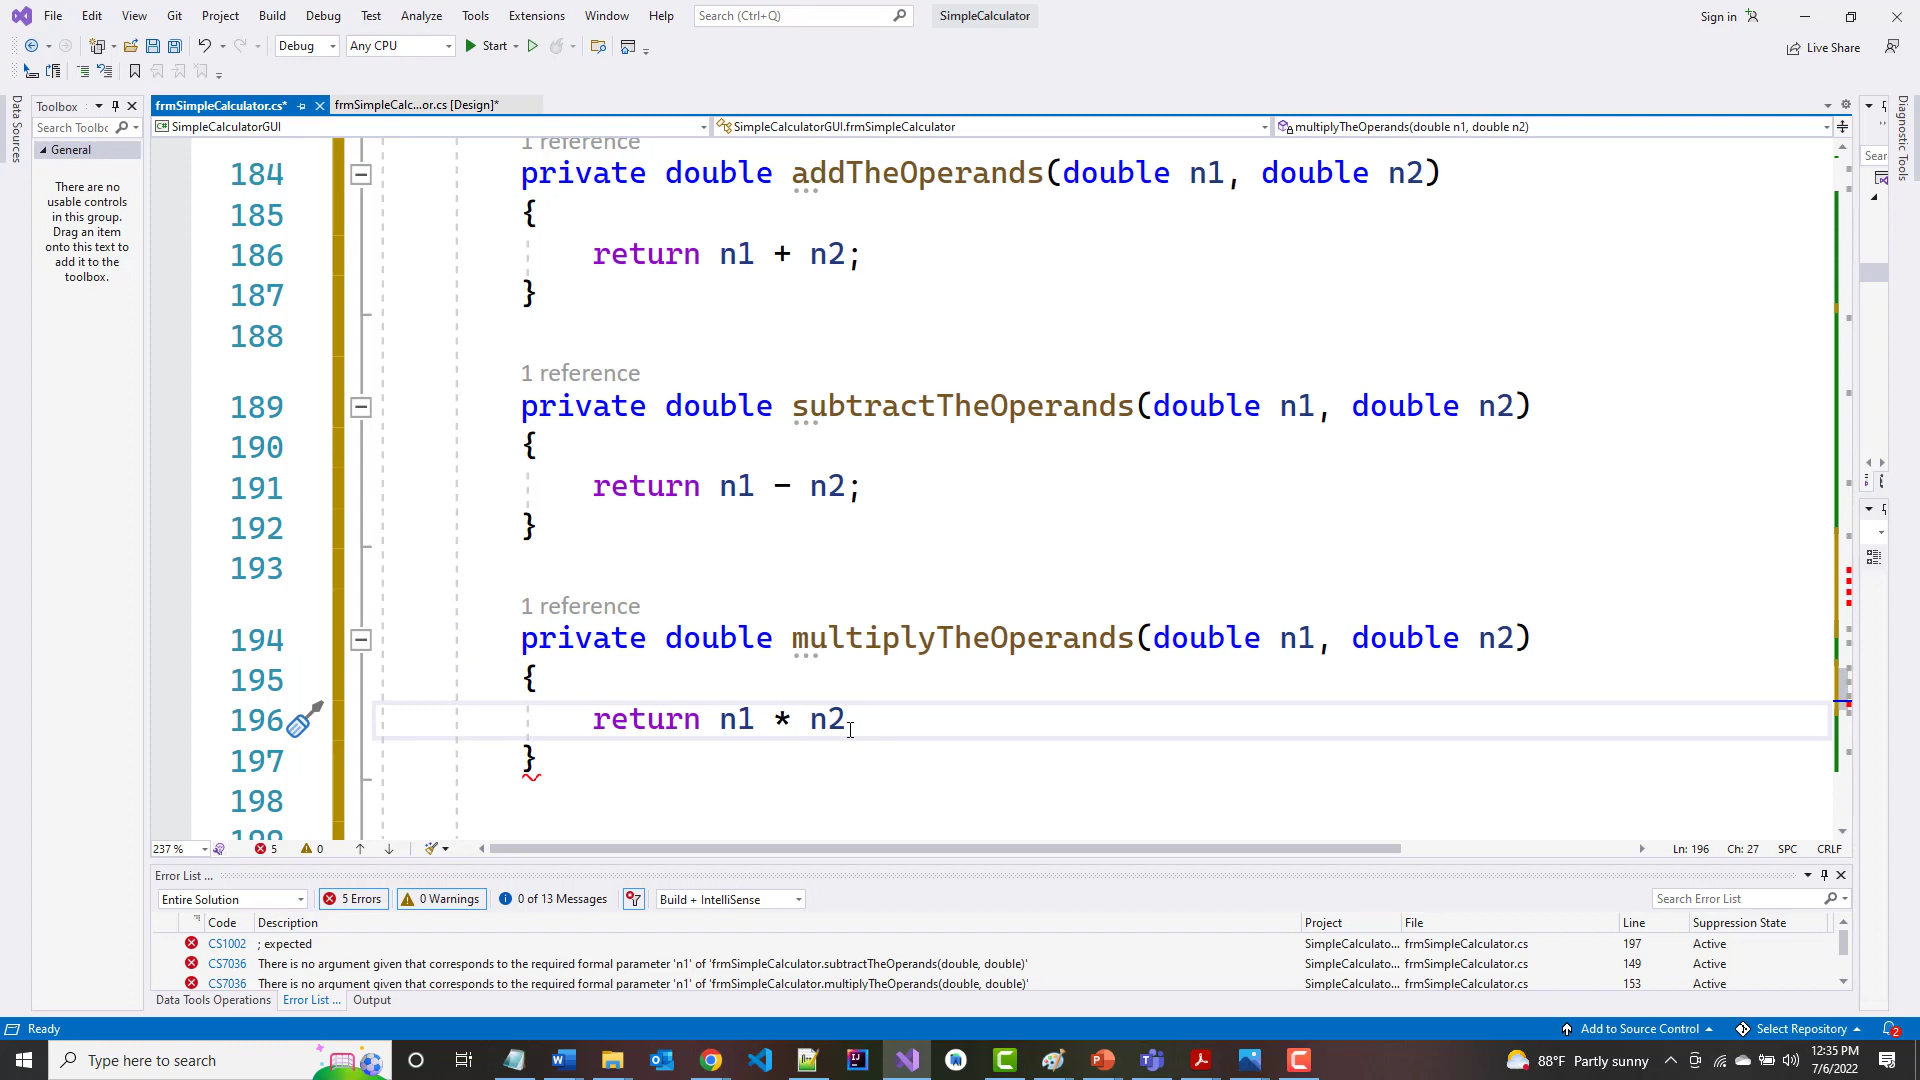 File Edit View Git Project Build Debug Test Analyze Tools Extensions Window Help Search (Ctrl+Q) SimpleCalculator Sign in
Debug Any CPU Start Live Share
Data Sources
Toolbox
Search Toolbc
General
There are no
usable controls
in this group.
Drag an item
onto this text to
add it to the
toolbox.
frmSimpleCalculator.cs* frmSimpleCalc...or.cs [Design]*
SimpleCalculatorGUI SimpleCalculatorGUI.frmSimpleCalculator multiplyTheOperands(double n1, double n2)
1 reference
184 private double addTheOperands(double n1, double n2)
185 {
186 return n1 + n2;
187 }
188
1 reference
189 private double subtractTheOperands(double n1, double n2)
190 {
191 return n1 - n2;
192 }
193
1 reference
194 private double multiplyTheOperands(double n1, double n2)
195 {
196 return n1 * n2
197 }
198
199
Diagnostic Tools
Sear
237 % 5 0 Ln: 196 Ch: 27 SPC CRLF
Error List ...
Entire Solution 5 Errors 0 Warnings 0 of 13 Messages Build + IntelliSense Search Error List
Code Description Project File Line Suppression State
CS1002 ; expected SimpleCalculato... frmSimpleCalculator.cs 197 Active
CS7036 There is no argument given that corresponds to the required formal parameter 'n1' of 'frmSimpleCalculator.subtractTheOperands(double, double)' SimpleCalculato... frmSimpleCalculator.cs 149 Active
CS7036 There is no argument given that corresponds to the required formal parameter 'n1' of 'frmSimpleCalculator.multiplyTheOperands(double, double)' SimpleCalculato... frmSimpleCalculator.cs 153 Active
Data Tools Operations Error List ... Output
Ready Add to Source Control Select Repository 2
Type here to search 88°F Partly sunny 12:35 PM
7/6/2022